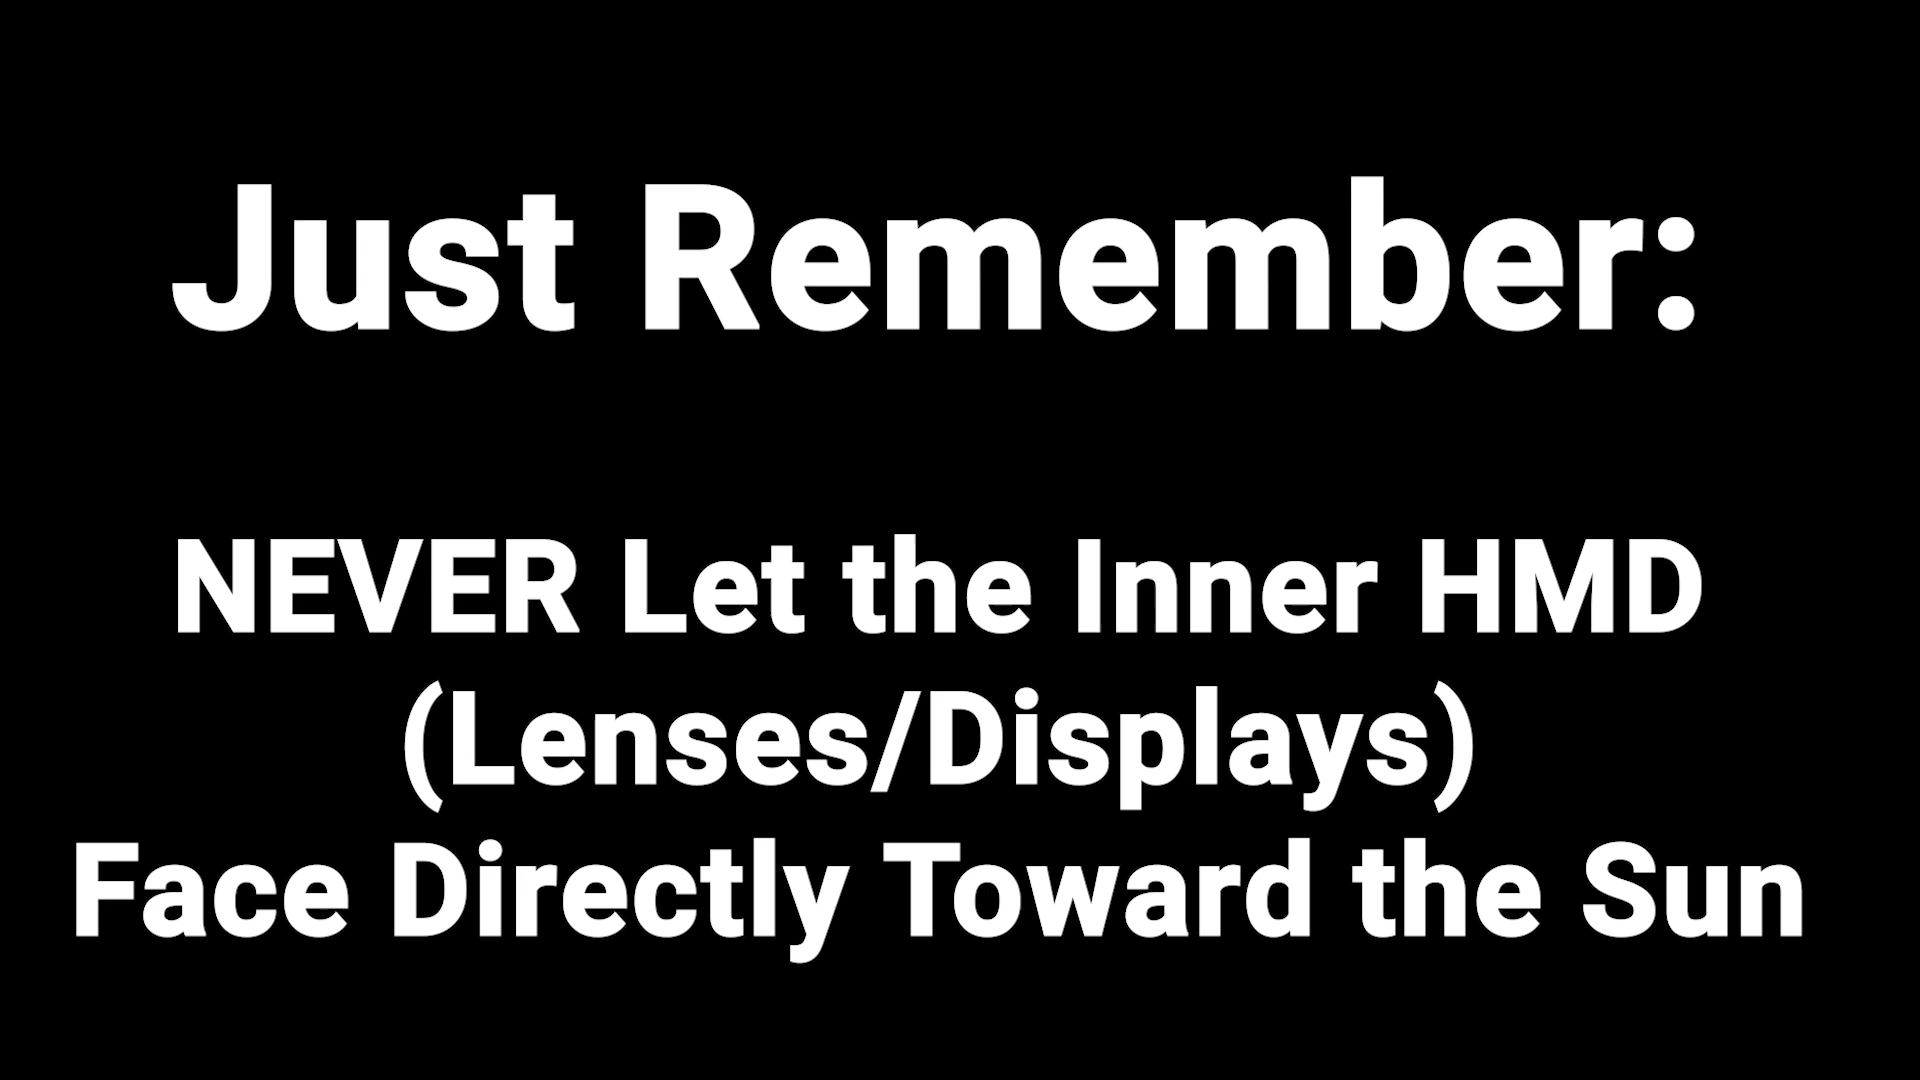 Just Remember:
NEVER Let the Inner HMD
(Lenses/Displays)
Face Directly Toward the Sun